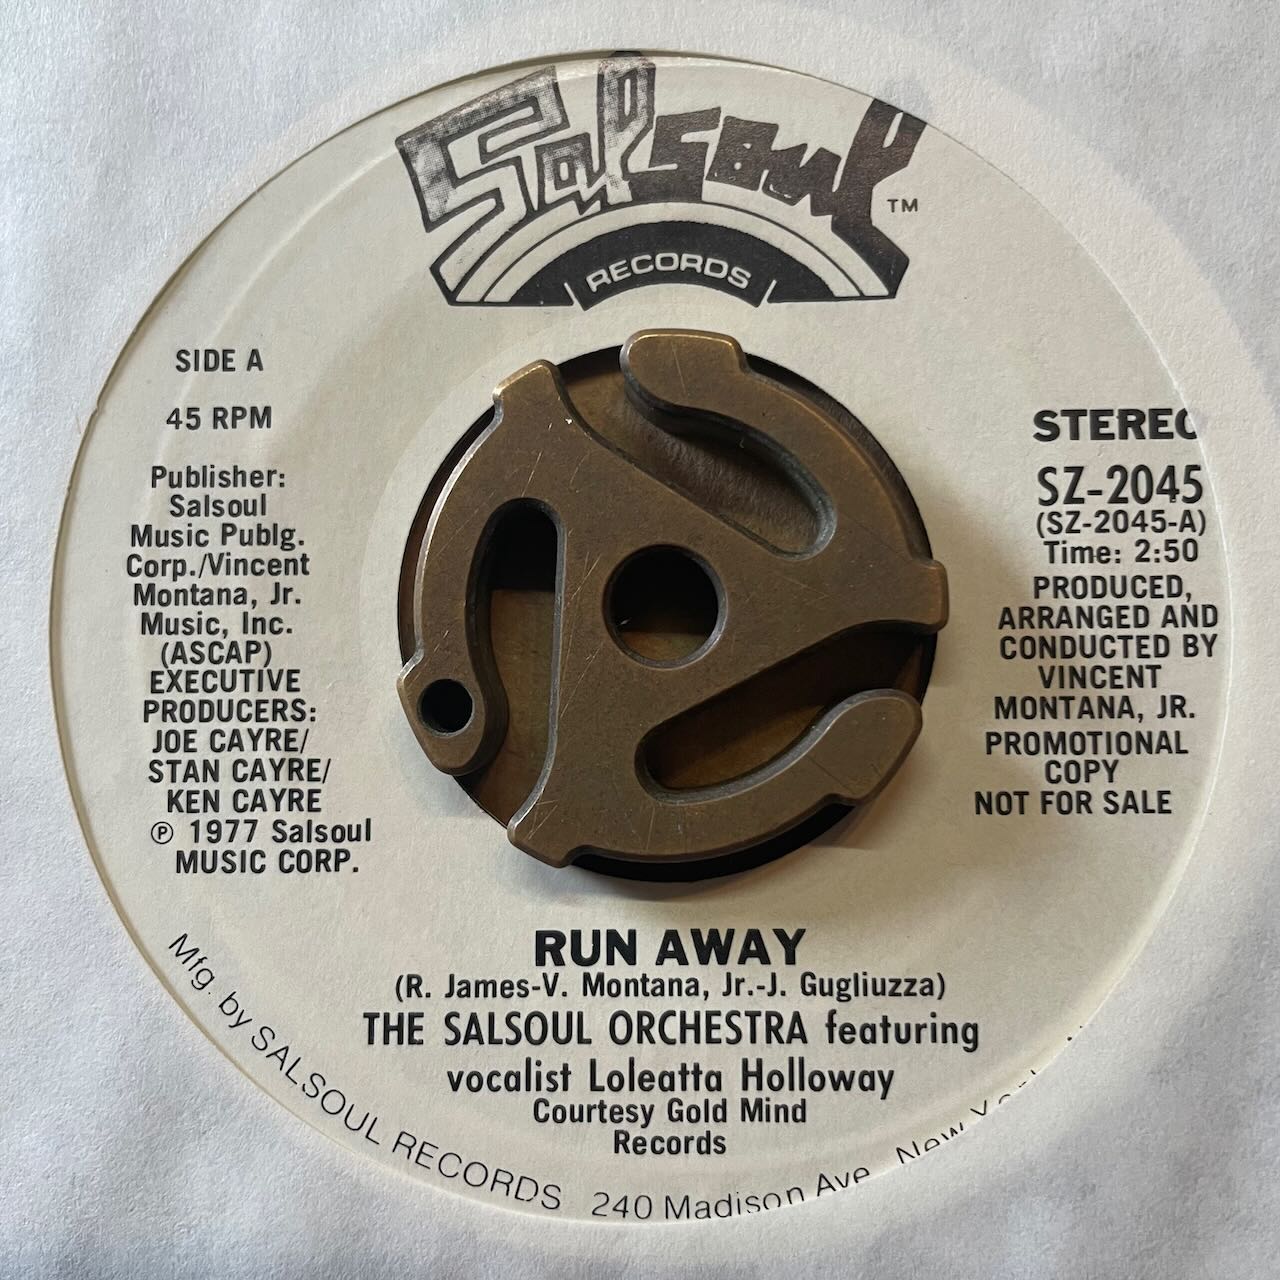 Salsoul TM
RECORDS
SIDE A
45 RPM
Publisher:
Salsoul
Music Publg.
Corp./Vincent
Montana, Jr.
Music, Inc.
(ASCAP)
EXECUTIVE
PRODUCERS:
JOE CAYRE/
STAN CAYRE/
KEN CAYRE
℗ 1977 Salsoul
MUSIC CORP.
STEREO
SZ-2045
(SZ-2045-A)
Time: 2:50
PRODUCED,
ARRANGED AND
CONDUCTED BY
VINCENT
MONTANA, JR.
PROMOTIONAL
COPY
NOT FOR SALE
RUN AWAY
(R. James-V. Montana, Jr.-J. Gugliuzza)
THE SALSOUL ORCHESTRA featuring
vocalist Loleatta Holloway
Courtesy Gold Mind
Records
Mfg. by SALSOUL RECORDS 240 Madison Ave. New York